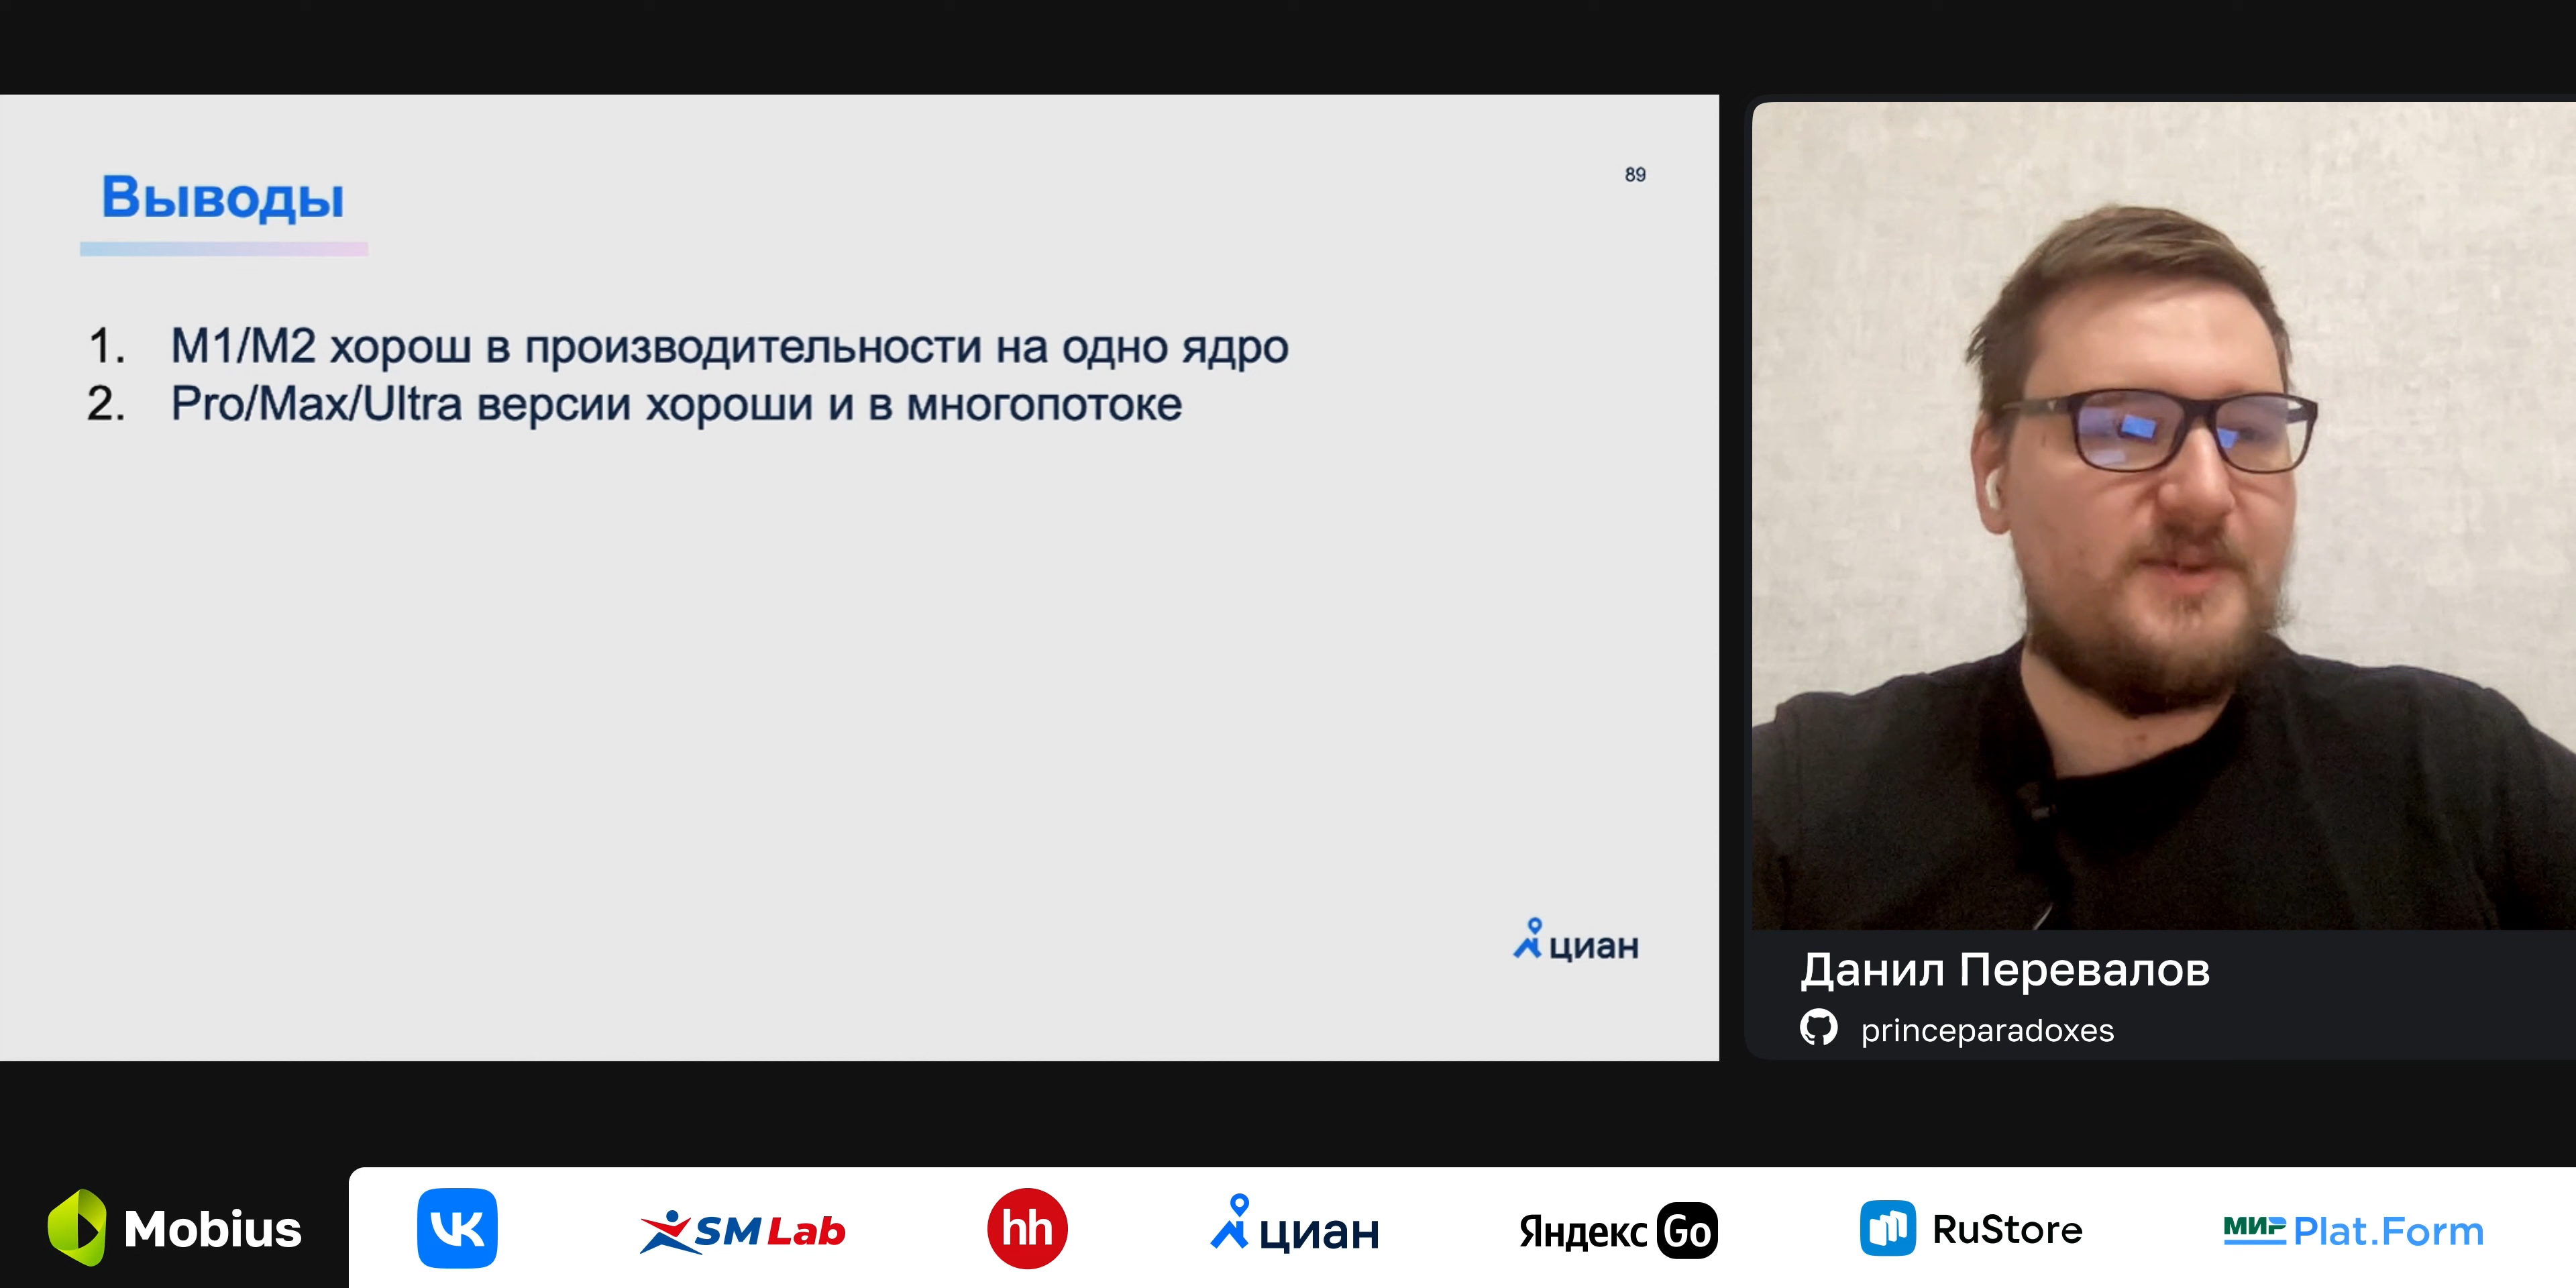 Выводы
89
1. M1/M2 хорош в производительности на одно ядро
2. Pro/Max/Ultra версии хороши и в многопотоке
циан
Данил Перевалов
princeparadoxes
Mobius
VK
SM Lab
hh
циан
Яндекс Go
RuStore
МИР Plat.Form